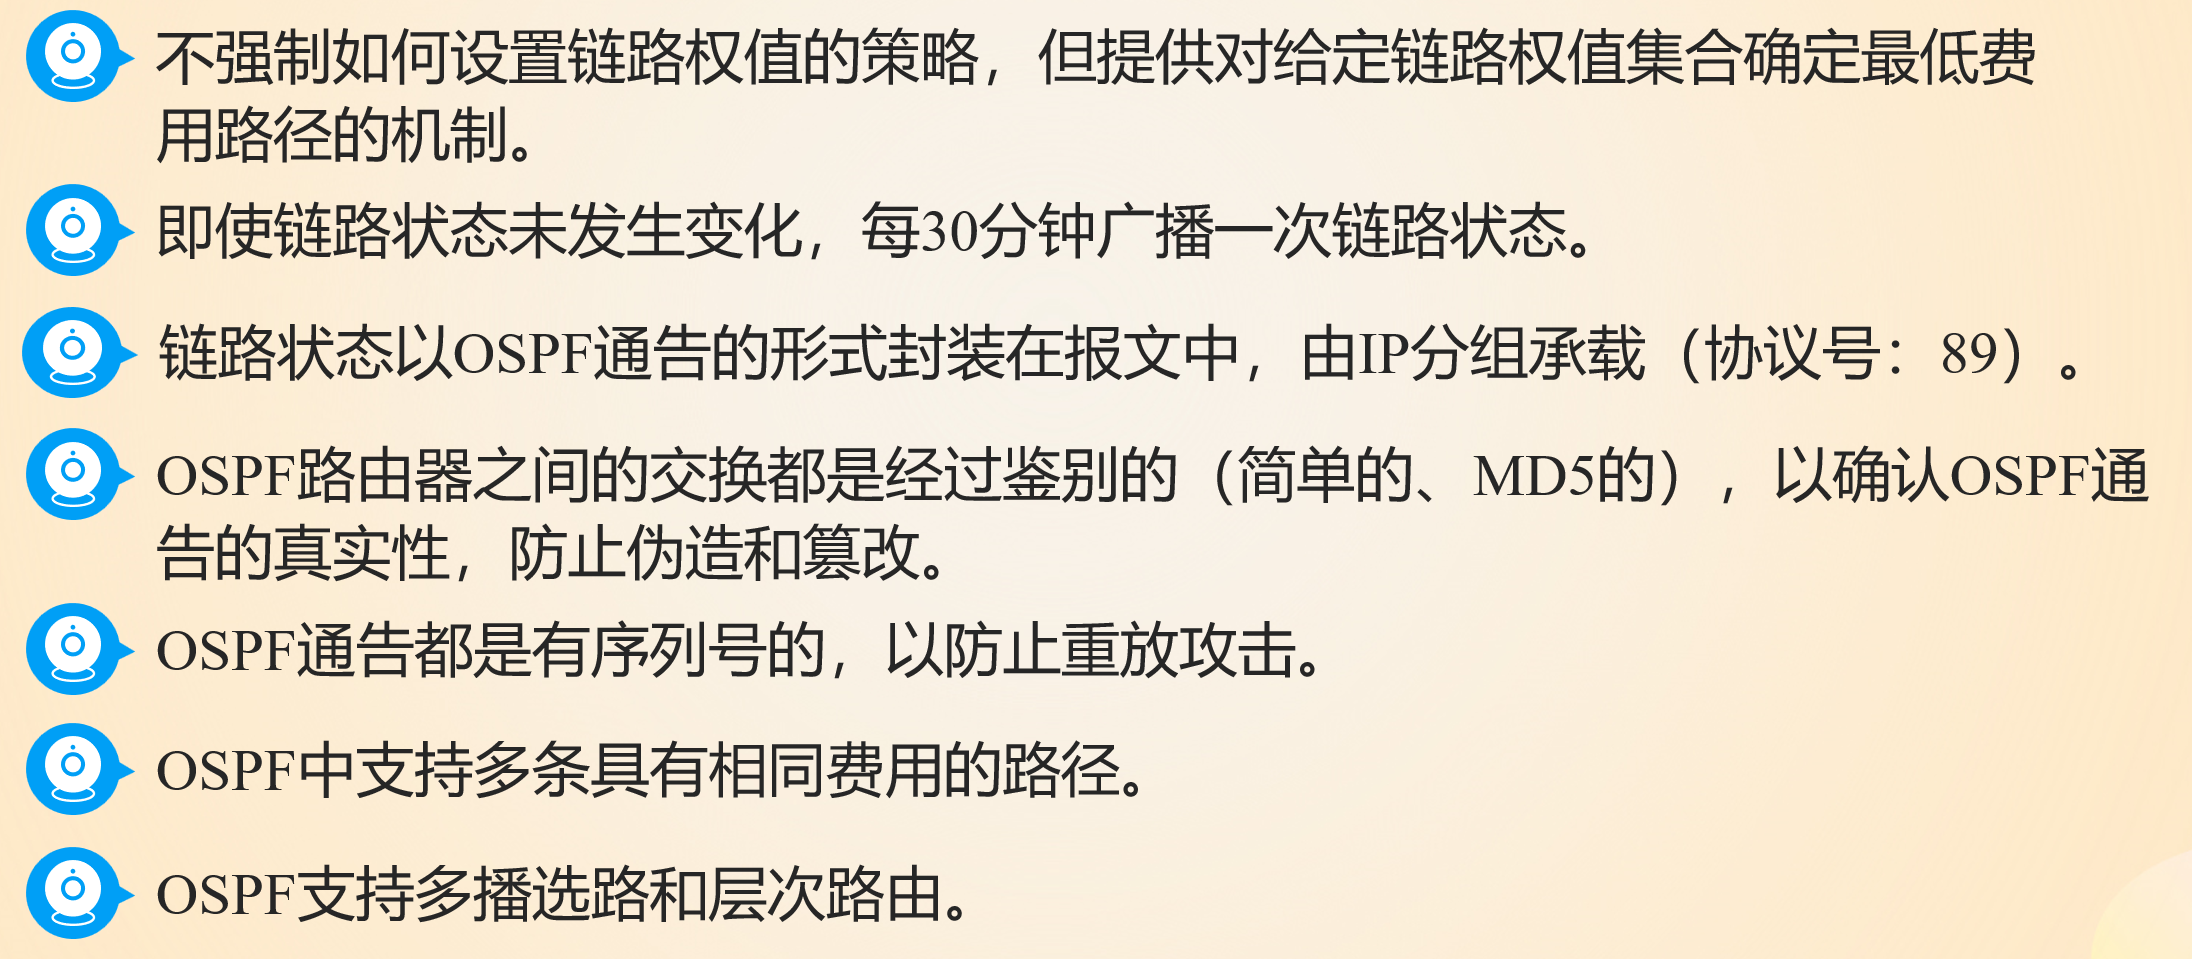 不强制如何设置链路权值的策略，但提供对给定链路权值集合确定最低费
用路径的机制。
即使链路状态未发生变化，每30分钟广播一次链路状态。
链路状态以OSPF通告的形式封装在报文中，由IP分组承载（协议号：89）。
OSPF路由器之间的交换都是经过鉴别的（简单的、MD5的），以确认OSPF通
告的真实性，防止伪造和篡改。
OSPF通告都是有序列号的，以防止重放攻击。
OSPF中支持多条具有相同费用的路径。
OSPF支持多播选路和层次路由。